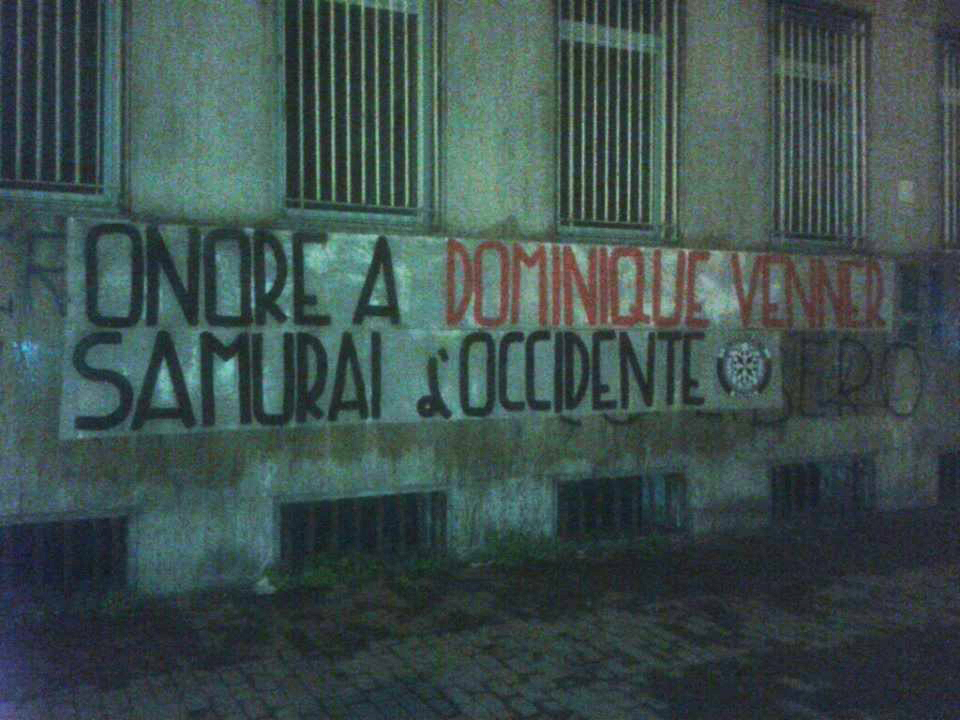 ONORE A DOMINIQUE VENNER
SAMURAI d'OCCIDENTE